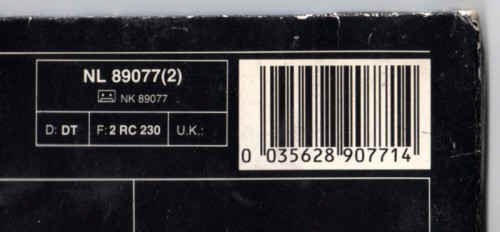 NL 89077(2)
NK 89077
D: DT F: 2 RC 230 U.K.:
0 035628 907714